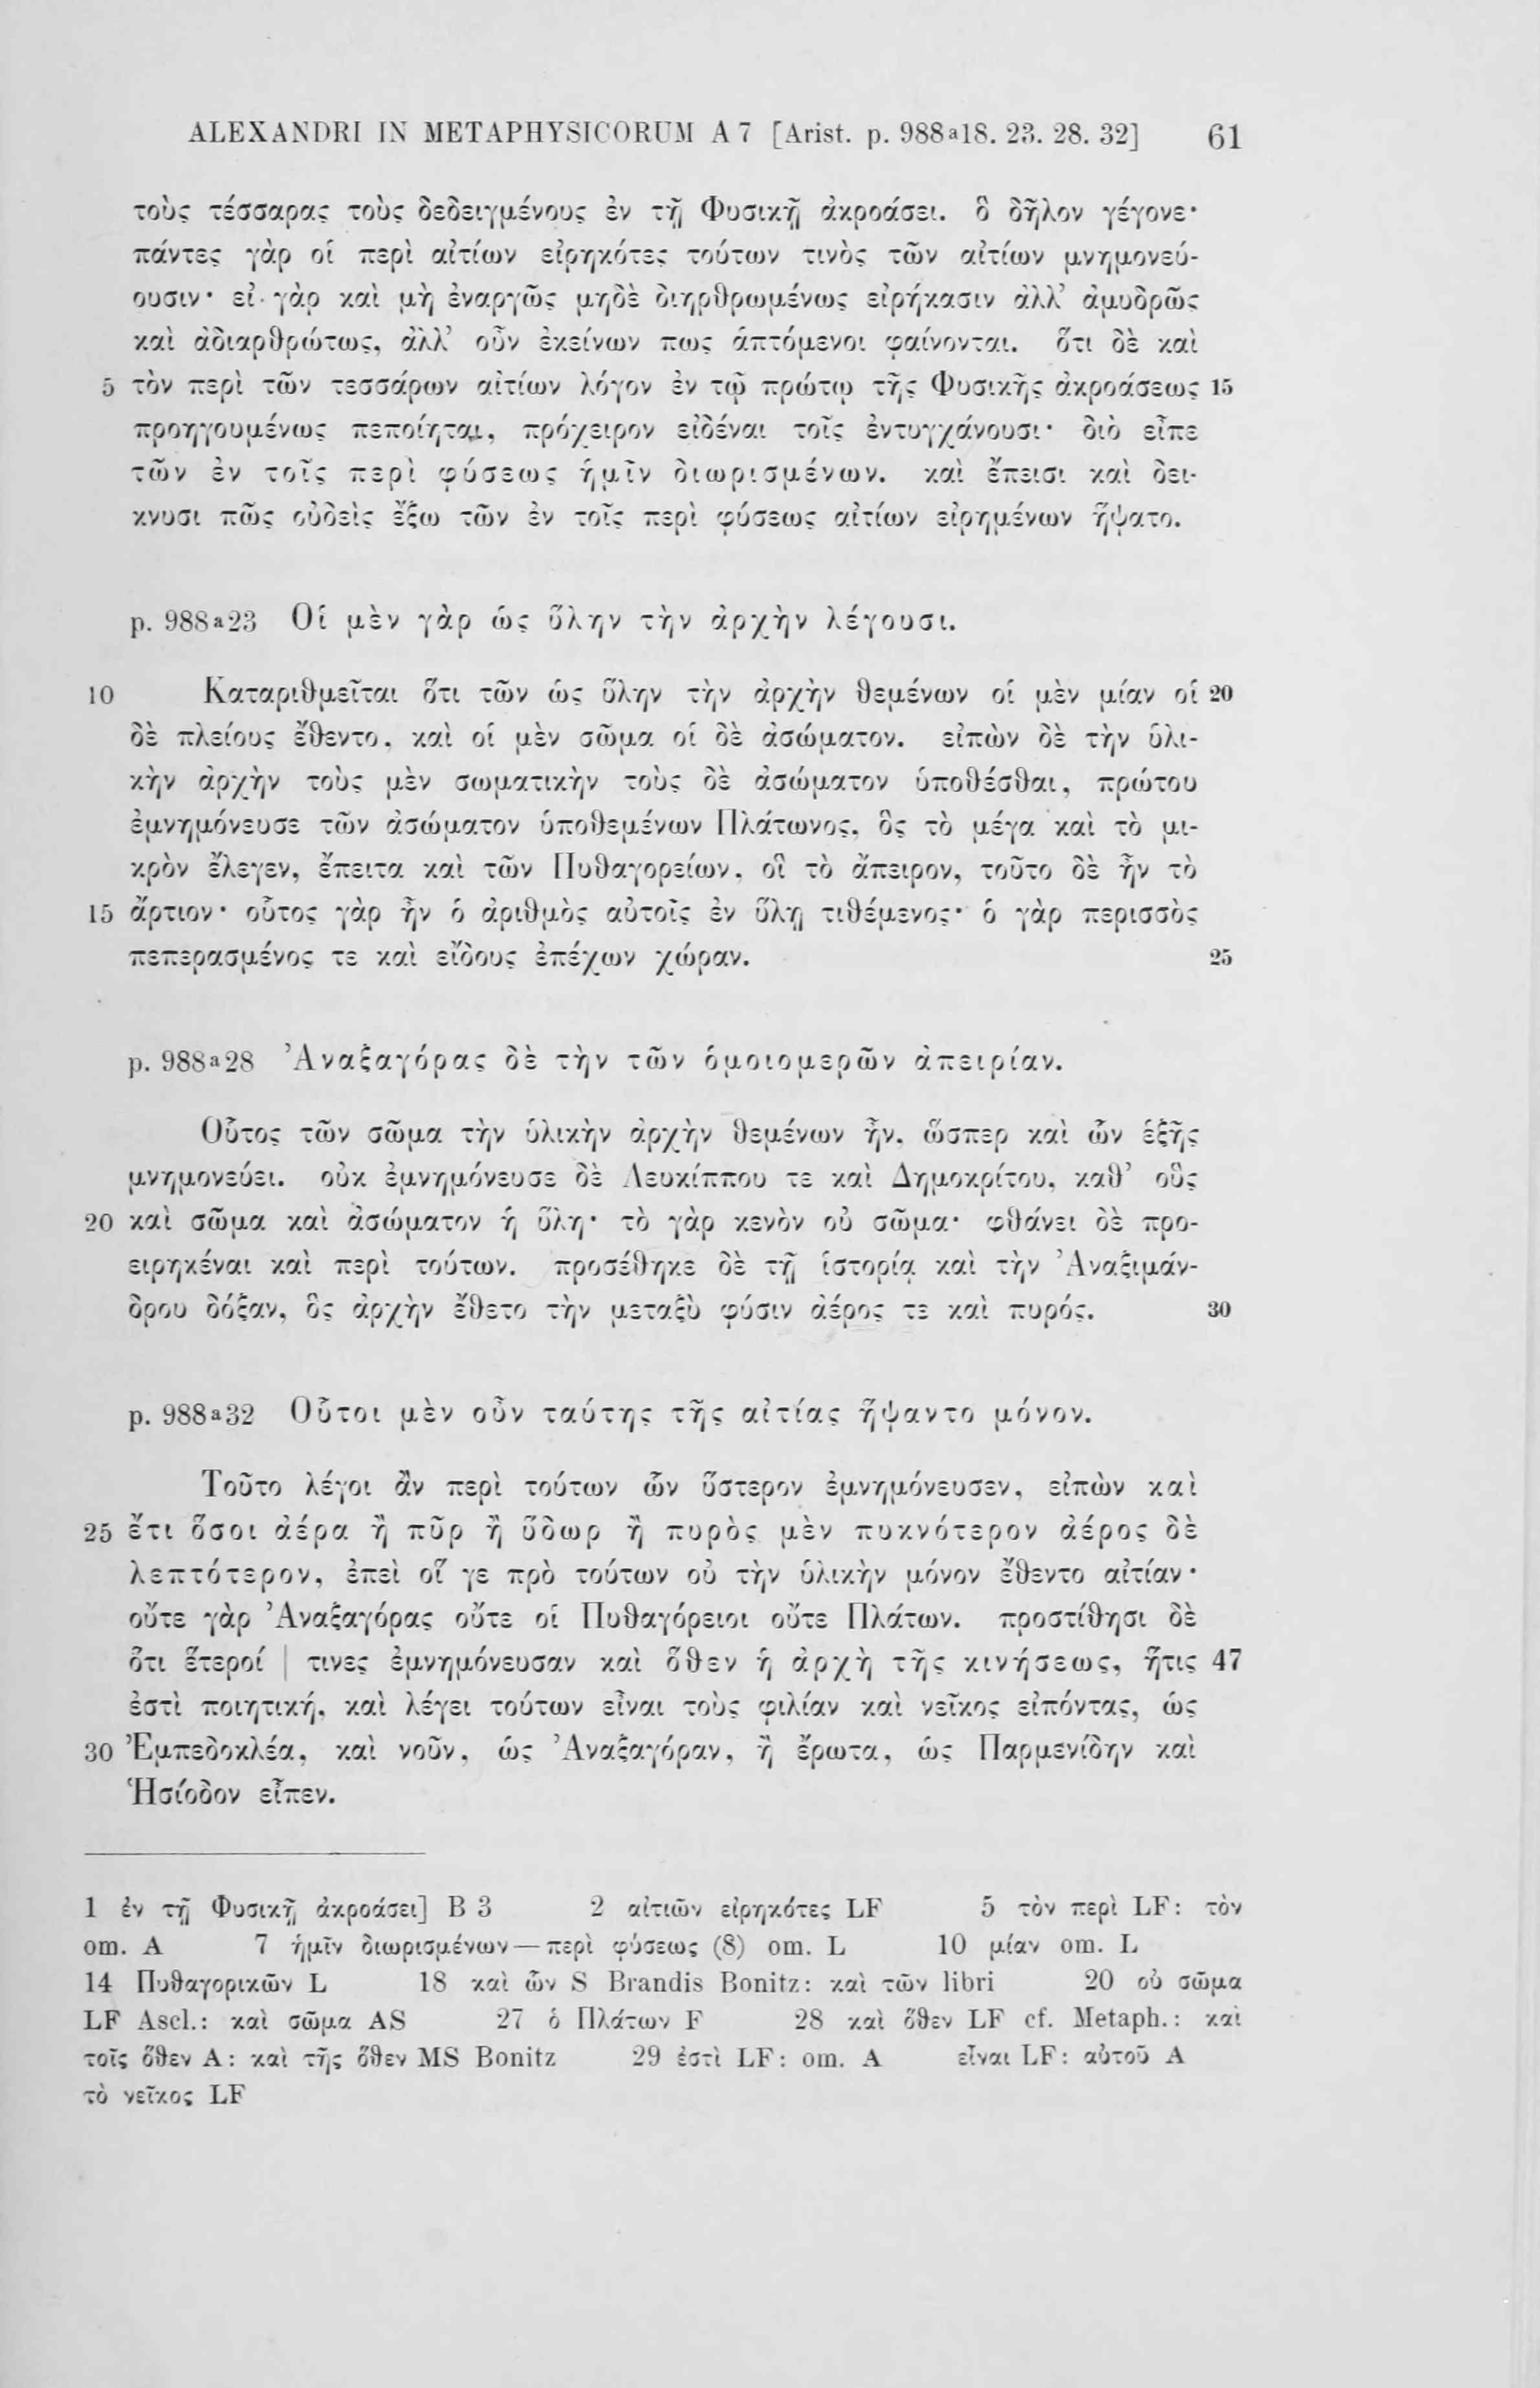 ALEXANDRI IN METAPHYSICORUM A 7 [Arist. p. 988ᵃ18. 23. 28. 32] 61
τοὺς τέσσαρας τοὺς δεδειγμένους ἐν τῇ Φυσικῇ ἀκροάσει. ὃ δῆλον γέγονε·
πάντες γὰρ οἱ περὶ αἰτίων εἰρηκότες τούτων τινὸς τῶν αἰτίων μνημονεύ-
ουσιν· εἰ γὰρ καὶ μὴ ἐναργῶς μηδὲ διηρθρωμένως εἰρήκασιν ἀλλ’ ἀμυδρῶς
καὶ ἀδιαρθρώτως, ἀλλ’ οὖν ἐκείνων πως ἁπτόμενοι φαίνονται. ὅτι δὲ καὶ
5 τὸν περὶ τῶν τεσσάρων αἰτίων λόγον ἐν τῷ πρώτῳ τῆς Φυσικῆς ἀκροάσεως 15
προηγουμένως πεποίηται, πρόχειρον εἰδέναι τοῖς ἐντυγχάνουσι· διὸ εἶπε
τῶν ἐν τοῖς περὶ φύσεως ἡμῖν διωρισμένων. καὶ ἔπεισι καὶ δει-
κνυσι πῶς οὐδεὶς ἔξω τῶν ἐν τοῖς περὶ φύσεως αἰτίων εἰρημένων ἥψατο.
p. 988ᵃ23 Οἱ μὲν γὰρ ὡς ὕλην τὴν ἀρχὴν λέγουσι.
10 Καταριθμεῖται ὅτι τῶν ὡς ὕλην τὴν ἀρχὴν θεμένων οἱ μὲν μίαν οἱ 20
δὲ πλείους ἔθεντο, καὶ οἱ μὲν σῶμα οἱ δὲ ἀσώματον. εἰπὼν δὲ τὴν ὑλι-
κὴν ἀρχὴν τοὺς μὲν σωματικὴν τοὺς δὲ ἀσώματον ὑποθέσθαι, πρώτου
ἐμνημόνευσε τῶν ἀσώματον ὑποθεμένων Πλάτωνος, ὃς τὸ μέγα καὶ τὸ μι-
κρὸν ἔλεγεν, ἔπειτα καὶ τῶν Πυθαγορείων, οἳ τὸ ἄπειρον, τοῦτο δὲ ἦν τὸ
15 ἄρτιον· οὗτος γὰρ ἦν ὁ ἀριθμὸς αὐτοῖς ἐν ὕλῃ τιθέμενος· ὁ γὰρ περισσὸς
πεπερασμένος τε καὶ εἴδους ἐπέχων χώραν. 25
p. 988ᵃ28 Ἀναξαγόρας δὲ τὴν τῶν ὁμοιομερῶν ἀπειρίαν.
Οὗτος τῶν σῶμα τὴν ὑλικὴν ἀρχὴν θεμένων ἦν, ὥσπερ καὶ ὧν ἑξῆς
μνημονεύει. οὐκ ἐμνημόνευσε δὲ Λευκίππου τε καὶ Δημοκρίτου, καθ’ οὓς
20 καὶ σῶμα καὶ ἀσώματον ἡ ὕλη· τὸ γὰρ κενὸν οὐ σῶμα· φθάνει δὲ προ-
ειρηκέναι καὶ περὶ τούτων. προσέθηκε δὲ τῇ ἱστορίᾳ καὶ τὴν Ἀναξιμάν-
δρου δόξαν, ὃς ἀρχὴν ἔθετο τὴν μεταξὺ φύσιν ἀέρος τε καὶ πυρός. 30
p. 988ᵃ32 Οὗτοι μὲν οὖν ταύτης τῆς αἰτίας ἥψαντο μόνον.
Τοῦτο λέγοι ἂν περὶ τούτων ὧν ὕστερον ἐμνημόνευσεν, εἰπὼν καὶ
25 ἔτι ὅσοι ἀέρα ἢ πῦρ ἢ ὕδωρ ἢ πυρὸς μὲν πυκνότερον ἀέρος δὲ
λεπτότερον, ἐπεὶ οἵ γε πρὸ τούτων οὐ τὴν ὑλικὴν μόνον ἔθεντο αἰτίαν·
οὔτε γὰρ Ἀναξαγόρας οὔτε οἱ Πυθαγόρειοι οὔτε Πλάτων. προστίθησι δὲ
ὅτι ἕτεροί | τινες ἐμνημόνευσαν καὶ ὅθεν ἡ ἀρχὴ τῆς κινήσεως, ἥτις 47
ἐστὶ ποιητική, καὶ λέγει τούτων εἶναι τοὺς φιλίαν καὶ νεῖκος εἰπόντας, ὡς
30 Ἐμπεδοκλέα, καὶ νοῦν, ὡς Ἀναξαγόραν, ἢ ἔρωτα, ὡς Παρμενίδην καὶ
Ἡσίοδον εἶπεν.
1 ἐν τῇ Φυσικῇ ἀκροάσει] B 3 2 αἰτιῶν εἰρηκότες LF 5 τὸν περὶ LF: τὸν
om. A 7 ἡμῖν διωρισμένων — περὶ φύσεως (8) om. L 10 μίαν om. L
14 Πυθαγορικῶν L 18 καὶ ὧν S Brandis Bonitz: καὶ τῶν libri 20 οὐ σῶμα
LF Ascl.: καὶ σῶμα AS 27 ὁ Πλάτων F 28 καὶ ὅθεν LF cf. Metaph.: καὶ
τοῖς ὅθεν A: καὶ τῆς ὅθεν MS Bonitz 29 ἐστὶ LF: om. A εἶναι LF: αὐτοῦ A
τὸ νεῖκος LF